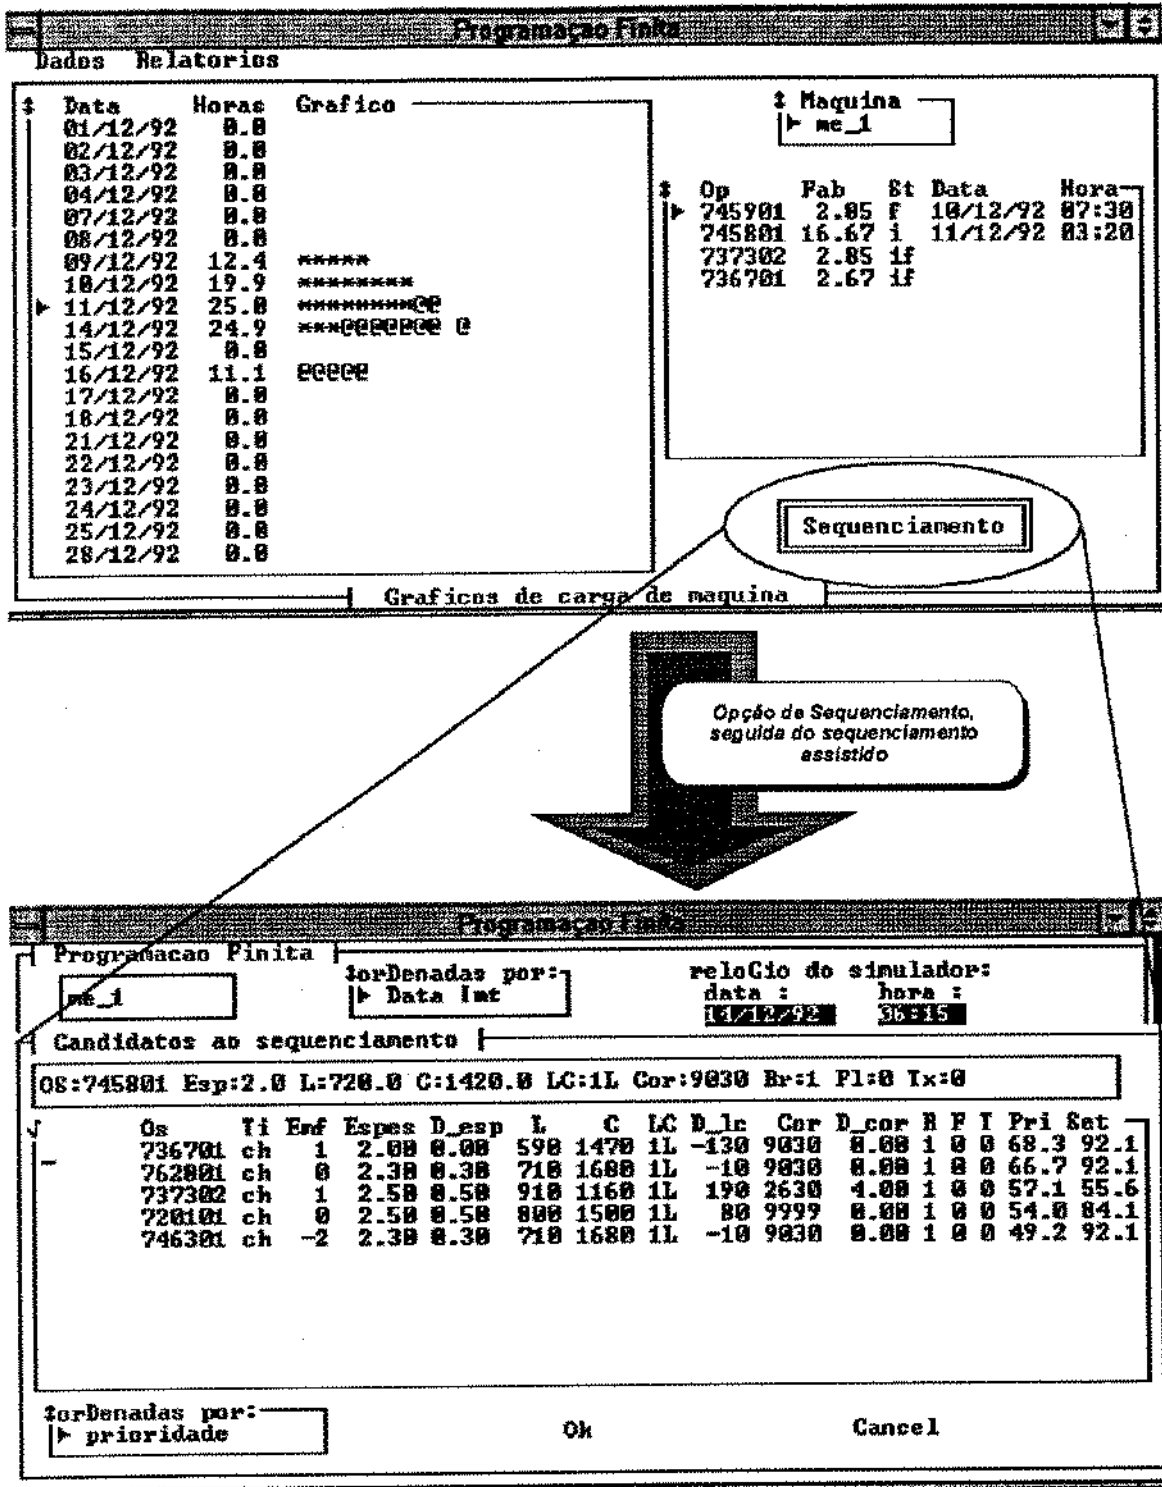 Programaçao Finita
Dados Relatorios
Data Horas Grafico
01/12/92 0.0
02/12/92 0.0
03/12/92 0.0
04/12/92 0.0
07/12/92 0.0
08/12/92 0.0
09/12/92 12.4 *****
10/12/92 19.9 ********
11/12/92 25.0 ********@@
14/12/92 24.9 ***@@@@@@@ @
15/12/92 0.0
16/12/92 11.1 @@@@@
17/12/92 0.0
18/12/92 0.0
21/12/92 0.0
22/12/92 0.0
23/12/92 0.0
24/12/92 0.0
25/12/92 0.0
28/12/92 0.0
Maquina
me_1
Op Fab St Data Hora
745901 2.85 f 10/12/92 07:30
745801 16.67 i 11/12/92 03:20
737302 2.85 if
736701 2.67 if
Sequenciamento
Graficos de carga de maquina
Opção de Sequenciamento,
seguida do sequenciamento
assistido
Programaçao Finita
Programacao Finita
me_1
orDenadas por:
Data Imt
reloGio do simulador:
data : hora :
14/12/92 06:15
Candidatos ao sequenciamento
OS:745801 Esp:2.0 L:720.0 C:1420.0 LC:1L Cor:9030 Br:1 Pl:0 Tx:0
√ Os Ti Enf Espes D_esp L C LC D_lc Cor D_cor B F T Pri Set
736701 ch 1 2.00 0.00 590 1470 1L -130 9030 0.00 1 0 0 68.3 92.1
762801 ch 0 2.30 0.30 710 1680 1L -10 9030 0.00 1 0 0 66.7 92.1
737302 ch 1 2.50 0.50 910 1160 1L 190 2630 4.00 1 0 0 57.1 55.6
720101 ch 0 2.50 0.50 800 1500 1L 80 9999 0.00 1 0 0 54.0 84.1
746301 ch -2 2.30 0.30 710 1680 1L -10 9030 0.00 1 0 0 49.2 92.1
orDenadas por:
prioridade
Ok Cancel